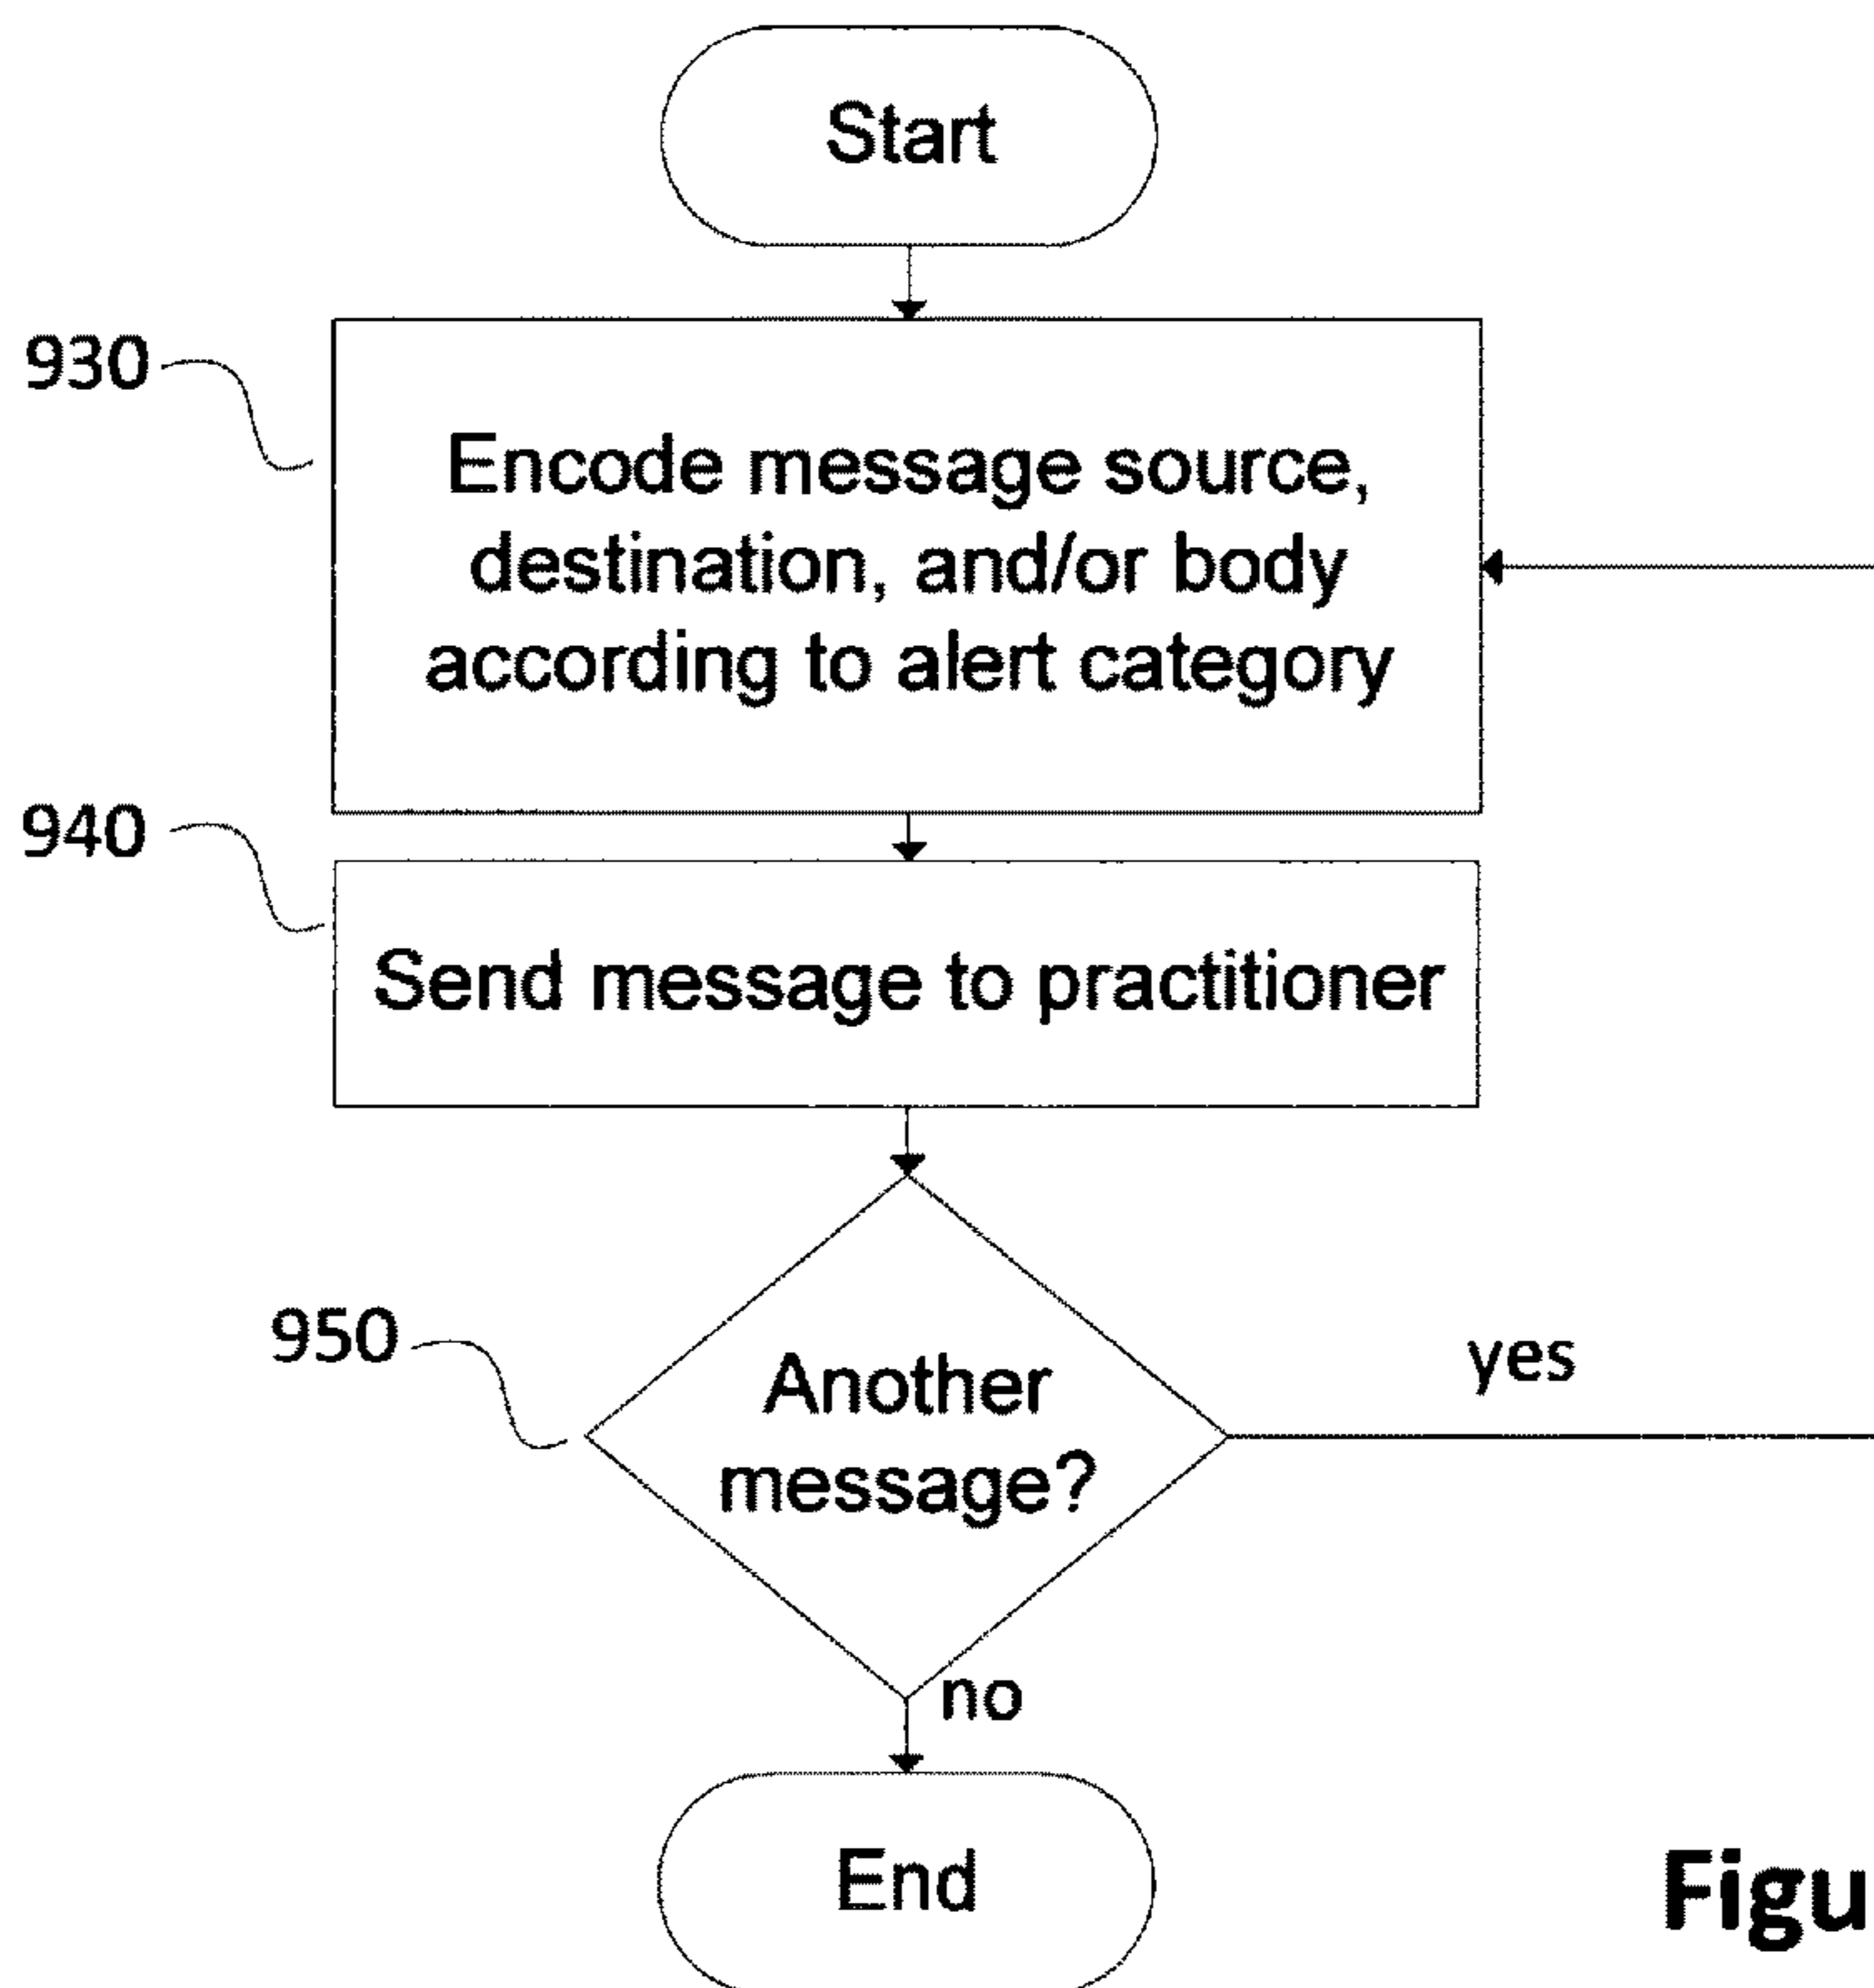 Start
930
Encode message source,
destination, and/or body
according to alert category
940
Send message to practitioner
950
Another
message?
yes
no
End
Figu